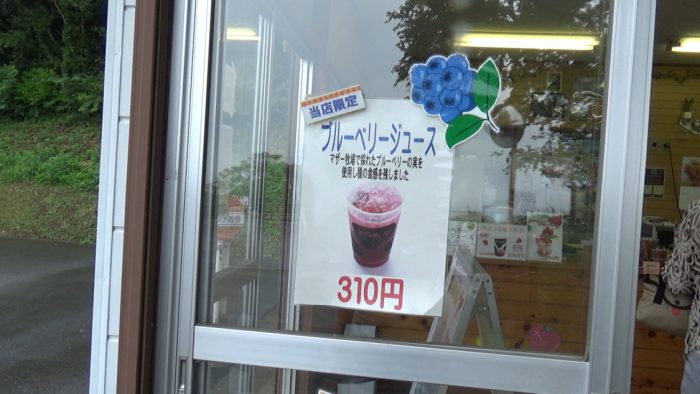 当店限定
ブルーベリージュース
マザー牧場で採れたブルーベリーの実を
使用し種の食感を残しました
310円